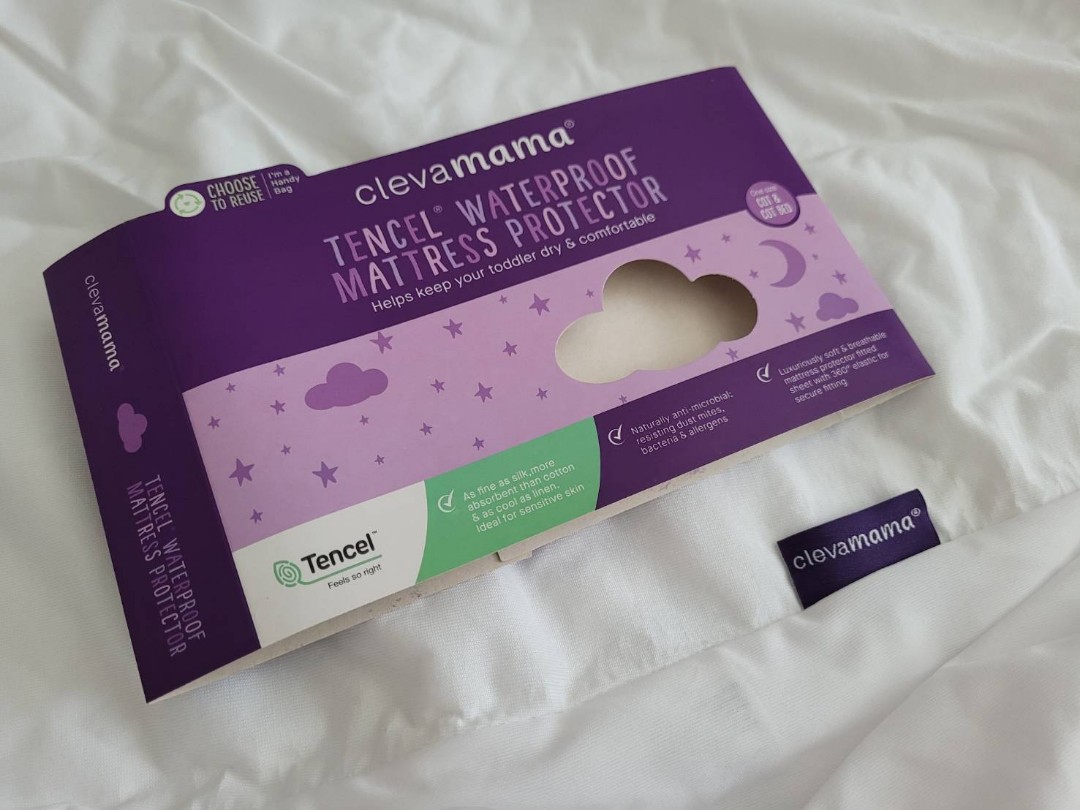 CHOOSE
TO REUSE
I'm a
Handy
Bag
clevamama®
TENCEL® WATERPROOF
MATTRESS PROTECTOR
Helps keep your toddler dry & comfortable
One size
COT &
COT BED
clevamama
TENCEL WATERPROOF
MATTRESS PROTECTOR
Tencel™
Feels so right
As fine as silk, more
absorbent than cotton
& as cool as linen.
Ideal for sensitive skin
Naturally anti-microbial:
resisting dust mites,
bacteria & allergens
Luxuriously soft & breathable
mattress protector fitted
sheet with 360° elastic for
secure fitting
clevamama®